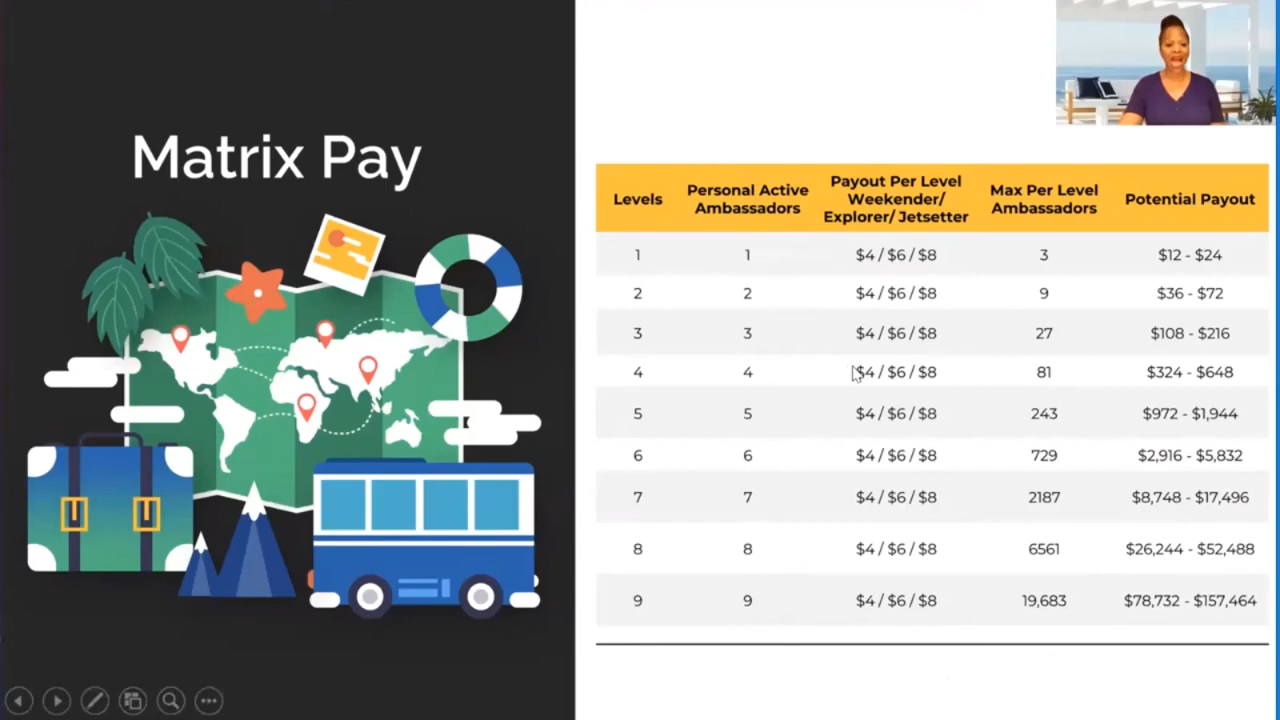 Matrix Pay
Levels
Personal Active
Ambassadors
Payout Per Level
Weekender/
Explorer/ Jetsetter
Max Per Level
Ambassadors
Potential Payout
1 1 $4 / $6 / $8 3 $12 - $24
2 2 $4 / $6 / $8 9 $36 - $72
3 3 $4 / $6 / $8 27 $108 - $216
4 4 $4 / $6 / $8 81 $324 - $648
5 5 $4 / $6 / $8 243 $972 - $1,944
6 6 $4 / $6 / $8 729 $2,916 - $5,832
7 7 $4 / $6 / $8 2187 $8,748 - $17,496
8 8 $4 / $6 / $8 6561 $26,244 - $52,488
9 9 $4 / $6 / $8 19,683 $78,732 - $157,464